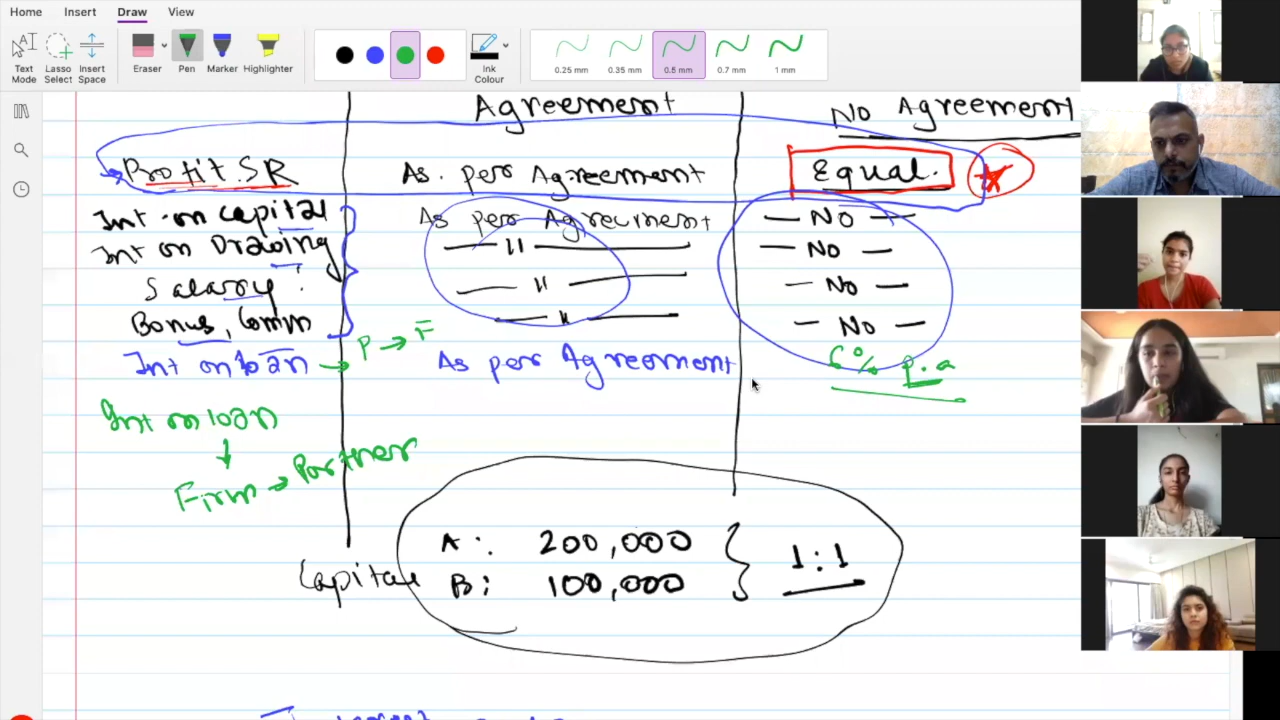 Home Insert Draw View
Text Mode Lasso Select Insert Space Eraser Pen Marker Highlighter Ink Colour 0.25 mm 0.35 mm 0.5 mm 0.7 mm 1 mm
Agreement No Agreement
Profit.SR As. per Agreement Equal.
Int on capital As per Agreement — No —
Int on Drawing — 11 — — No —
Salary — 11 — — No —
Bonus, Comm — 11 — — No —
Int on loan → P → F As per Agreement 6% p.a
Int on loan
↓
Firm → Partner
A: 200,000
Capital B: 100,000 } 1:1